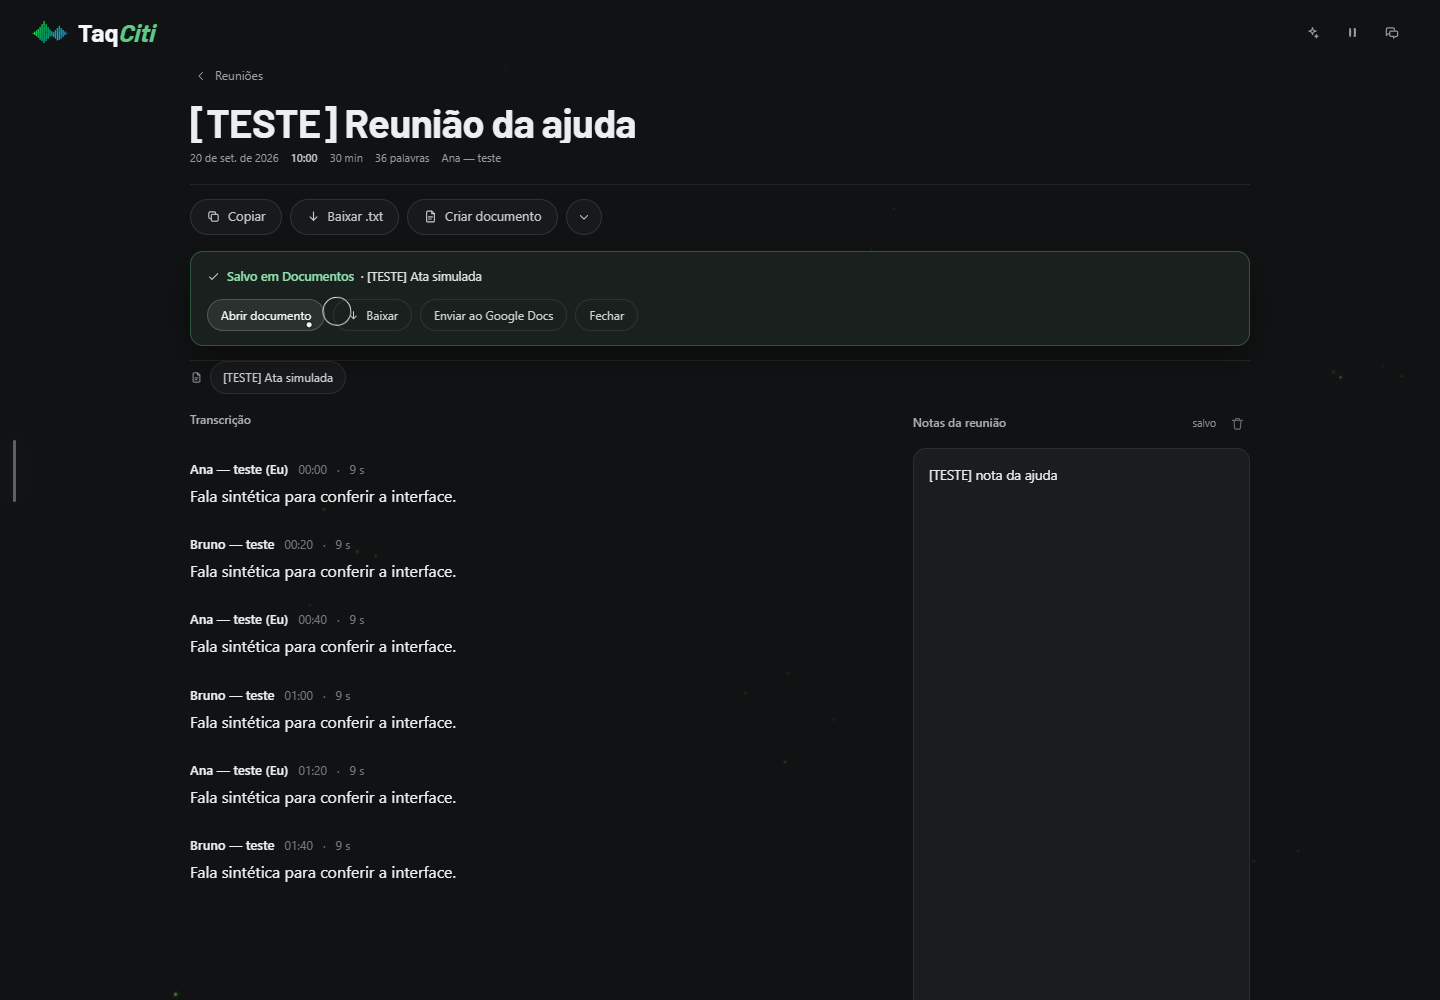 TaqCiti
Reuniões
[TESTE] Reunião da ajuda
20 de set. de 2026 10:00 30 min 36 palavras Ana — teste
Copiar Baixar .txt Criar documento
Salvo em Documentos · [TESTE] Ata simulada
Abrir documento Baixar Enviar ao Google Docs Fechar
[TESTE] Ata simulada
Transcrição
Ana — teste (Eu) 00:00 · 9 s
Fala sintética para conferir a interface.
Bruno — teste 00:20 · 9 s
Fala sintética para conferir a interface.
Ana — teste (Eu) 00:40 · 9 s
Fala sintética para conferir a interface.
Bruno — teste 01:00 · 9 s
Fala sintética para conferir a interface.
Ana — teste (Eu) 01:20 · 9 s
Fala sintética para conferir a interface.
Bruno — teste 01:40 · 9 s
Fala sintética para conferir a interface.
Notas da reunião salvo
[TESTE] nota da ajuda